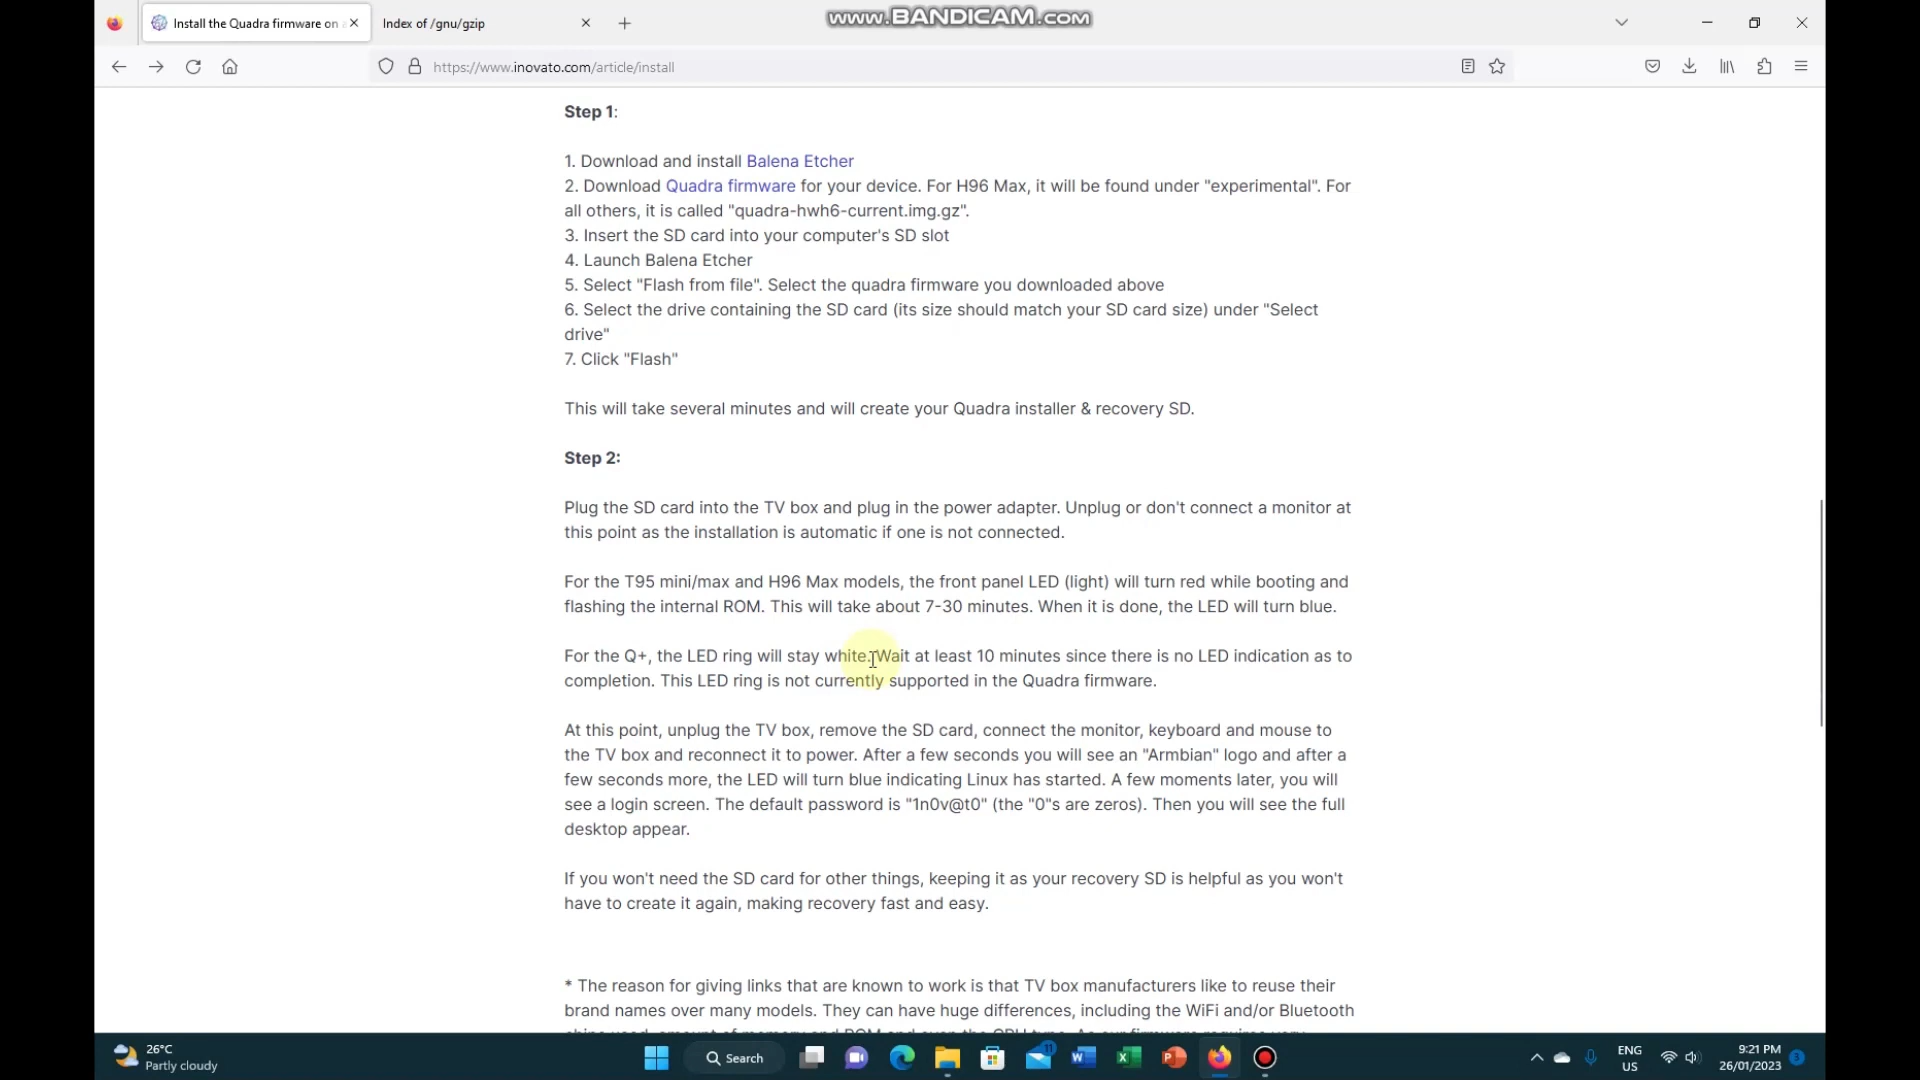 www.BANDICAM.com
Install the Quadra firmware on a
Index of /gnu/gzip
https://www.inovato.com/article/install
Step 1:
1. Download and install Balena Etcher
2. Download Quadra firmware for your device. For H96 Max, it will be found under "experimental". For
all others, it is called "quadra-hwh6-current.img.gz".
3. Insert the SD card into your computer's SD slot
4. Launch Balena Etcher
5. Select "Flash from file". Select the quadra firmware you downloaded above
6. Select the drive containing the SD card (its size should match your SD card size) under "Select
drive"
7. Click "Flash"
This will take several minutes and will create your Quadra installer & recovery SD.
Step 2:
Plug the SD card into the TV box and plug in the power adapter. Unplug or don't connect a monitor at
this point as the installation is automatic if one is not connected.
For the T95 mini/max and H96 Max models, the front panel LED (light) will turn red while booting and
flashing the internal ROM. This will take about 7-30 minutes. When it is done, the LED will turn blue.
For the Q+, the LED ring will stay white. Wait at least 10 minutes since there is no LED indication as to
completion. This LED ring is not currently supported in the Quadra firmware.
At this point, unplug the TV box, remove the SD card, connect the monitor, keyboard and mouse to
the TV box and reconnect it to power. After a few seconds you will see an "Armbian" logo and after a
few seconds more, the LED will turn blue indicating Linux has started. A few moments later, you will
see a login screen. The default password is "1n0v@t0" (the "0"s are zeros). Then you will see the full
desktop appear.
If you won't need the SD card for other things, keeping it as your recovery SD is helpful as you won't
have to create it again, making recovery fast and easy.
* The reason for giving links that are known to work is that TV box manufacturers like to reuse their
brand names over many models. They can have huge differences, including the WiFi and/or Bluetooth
26°C
Partly cloudy
Search
ENG
US
9:21 PM
26/01/2023